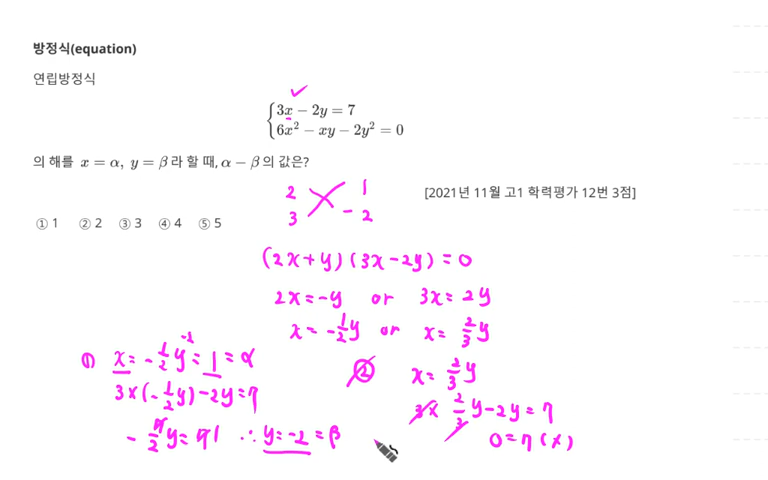 방정식(equation)
연립방정식
3x − 2y = 7
6x² − xy − 2y² = 0
의 해를 x = α, y = β라 할 때, α − β의 값은?
2 1
3 −2
[2021년 11월 고1 학력평가 12번 3점]
① 1 ② 2 ③ 3 ④ 4 ⑤ 5
(2x+y)(3x−2y)=0
2x=−y or 3x=2y
x=−1/2y or x=2/3y
① x=−1/2y=1=α
−2
3×(−1/2y)−2y=7
−7/2y=7 1 ∴ y=−2=β
② x=2/3y
3×2/3y−2y=7
0=7(×)